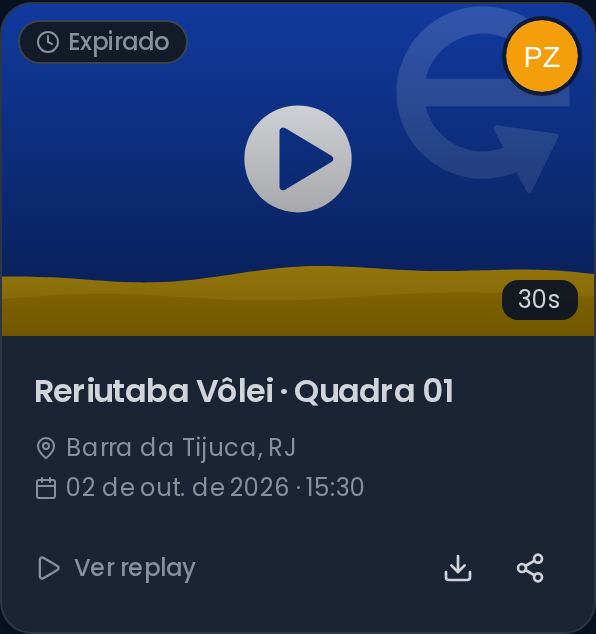 Expirado
PZ
30s
Reriutaba Vôlei · Quadra 01
Barra da Tijuca, RJ
02 de out. de 2026 · 15:30
Ver replay